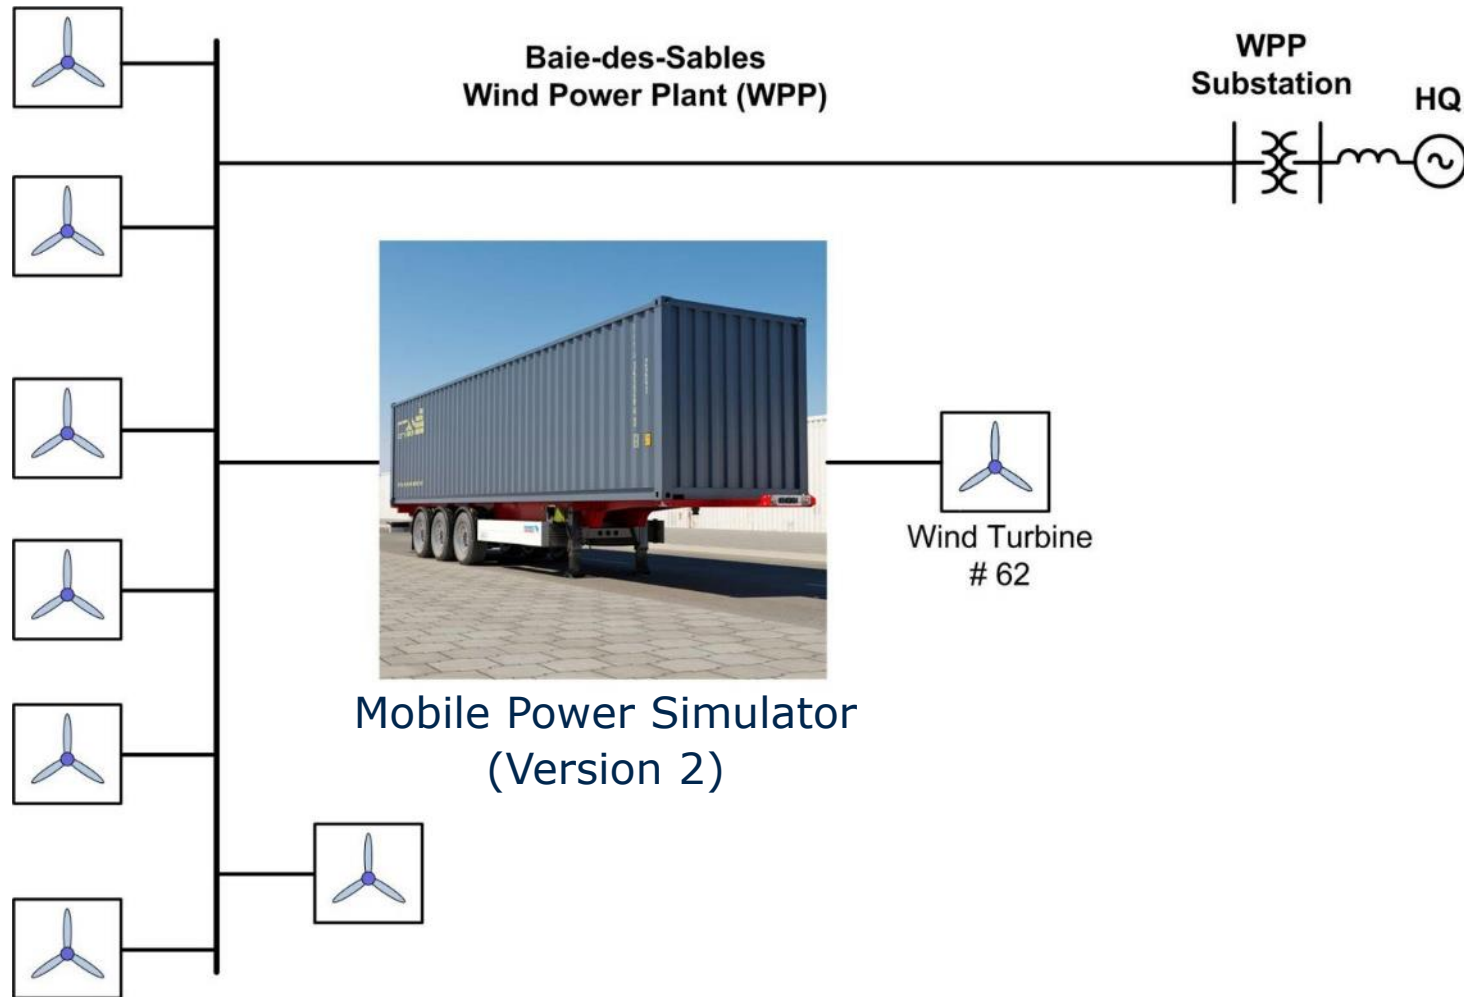 Baie-des-Sables
Wind Power Plant (WPP)
WPP
Substation
HQ
Wind Turbine
# 62
Mobile Power Simulator
(Version 2)